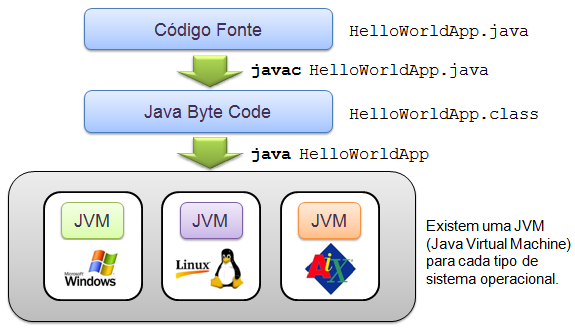 Código Fonte
HelloWorldApp.java
javac HelloWorldApp.java
Java Byte Code
HelloWorldApp.class
java HelloWorldApp
JVM
JVM
JVM
Microsoft
Windows
Linux
AiX
Existem uma JVM
(Java Virtual Machine)
para cada tipo de
sistema operacional.